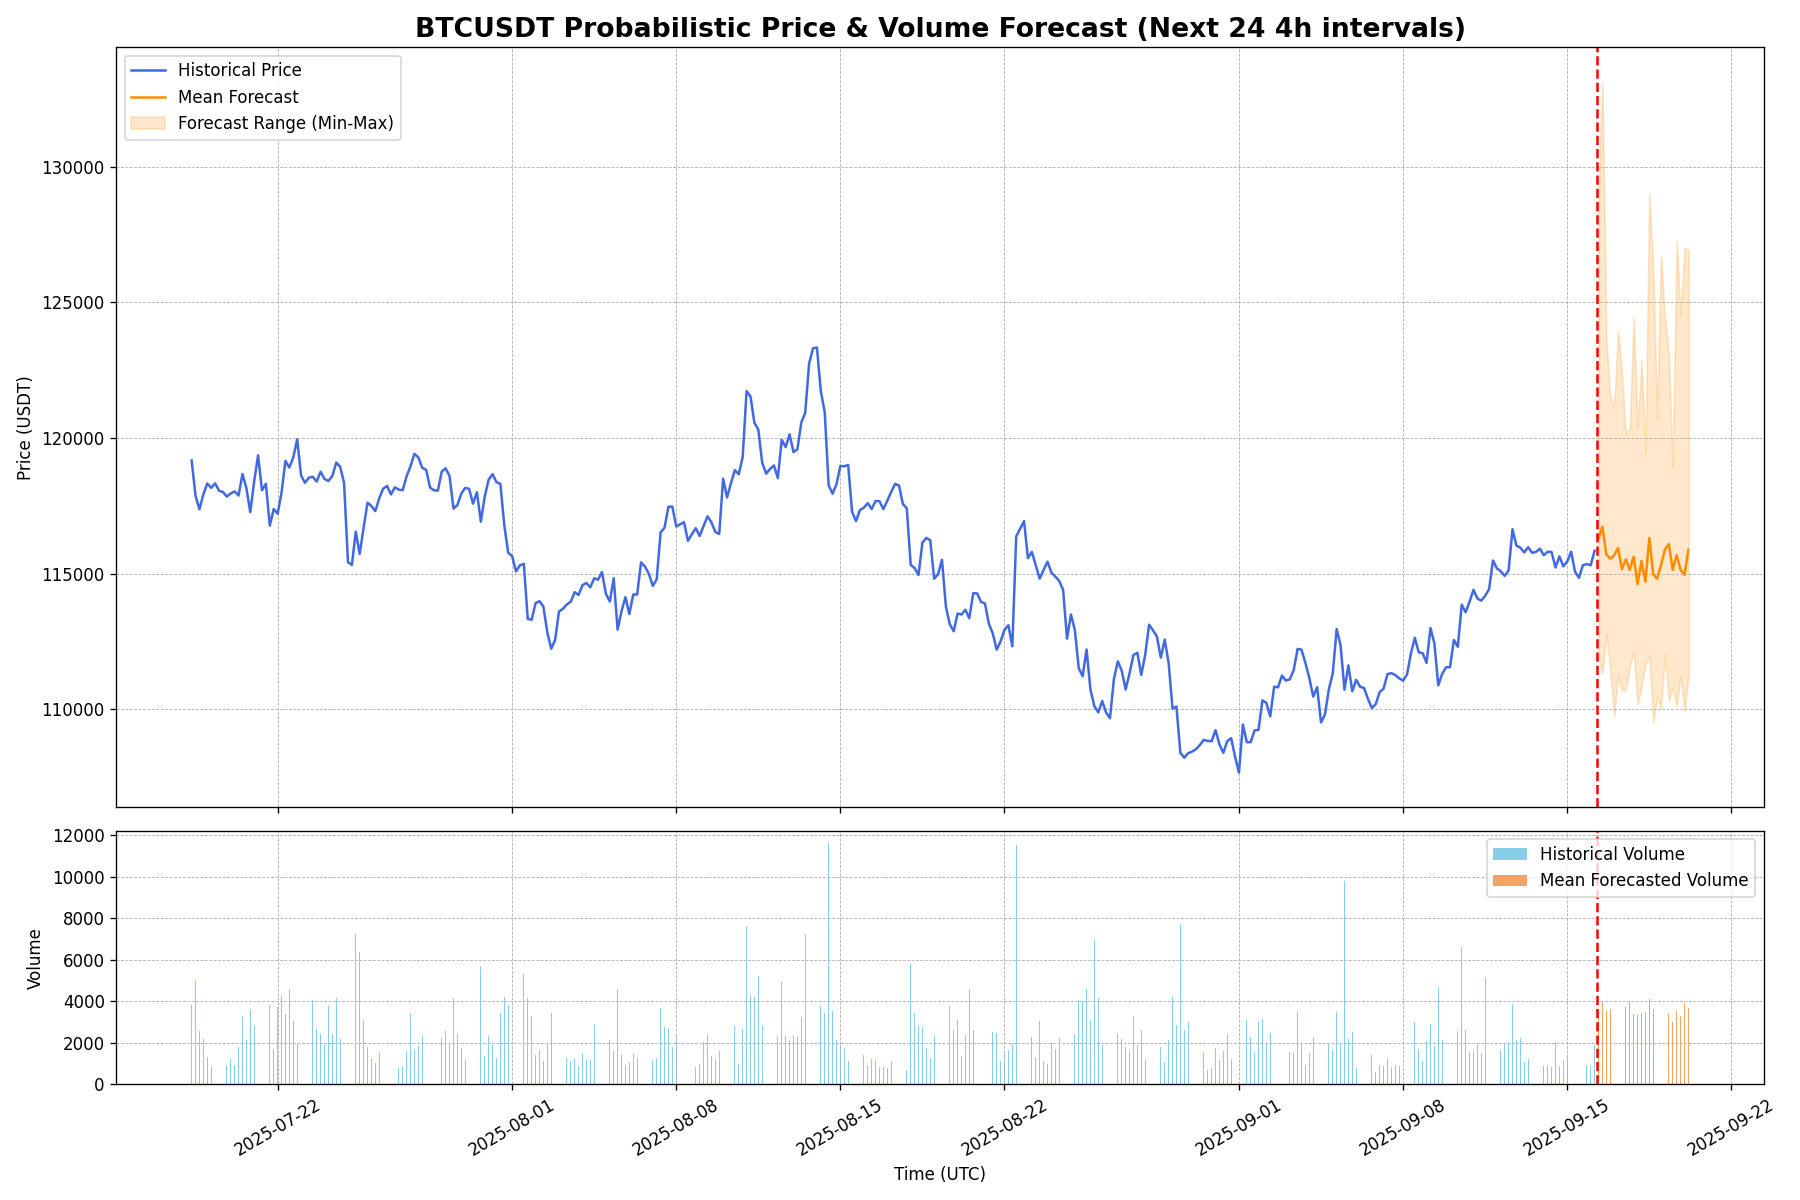 BTCUSDT Probabilistic Price & Volume Forecast (Next 24 4h intervals)
Historical Price
Mean Forecast
Forecast Range (Min-Max)
Price (USDT)
130000
125000
120000
115000
110000
Historical Volume
Mean Forecasted Volume
Volume
12000
10000
8000
6000
4000
2000
0
2025-07-22
2025-08-01
2025-08-08
2025-08-15
2025-08-22
2025-09-01
2025-09-08
2025-09-15
2025-09-22
Time (UTC)